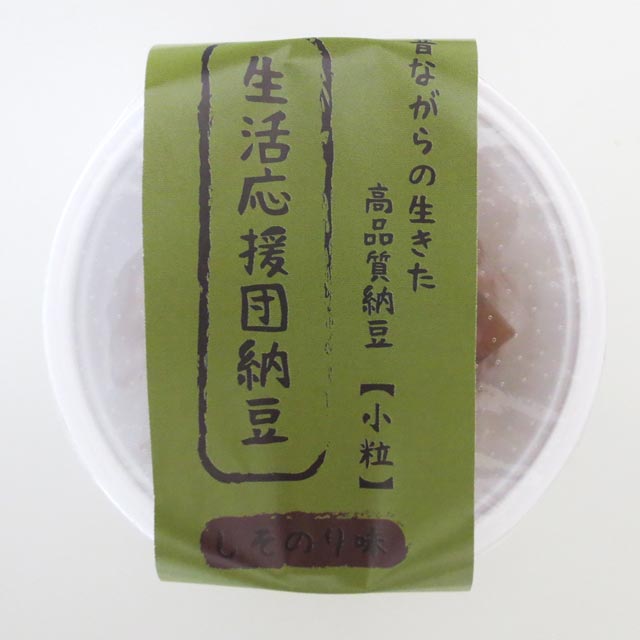 昔ながらの生きた
高品質納豆【小粒】
生活応援団納豆
しそのり味